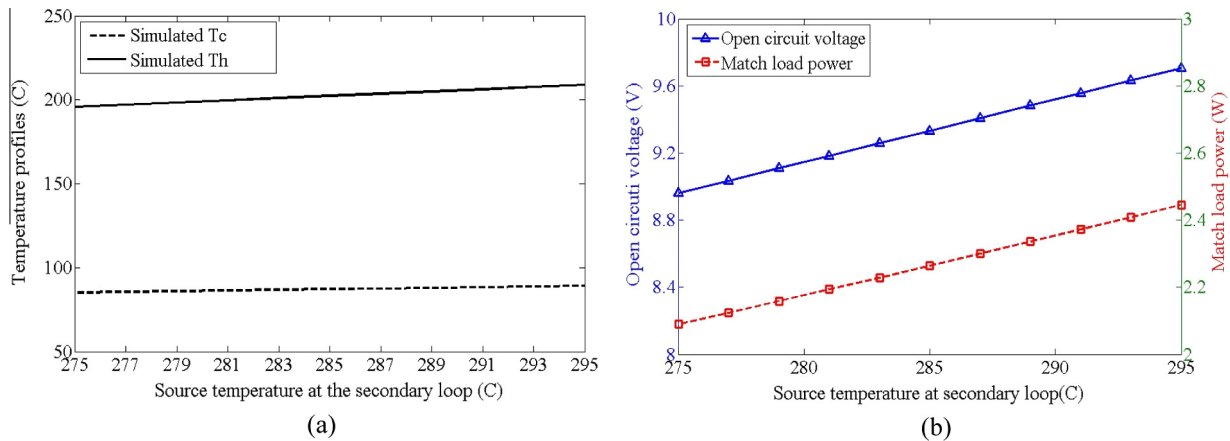 250
200
150
100
50
Temperature profiles (C)
Simulated Tc
Simulated Th
275 277 279 281 283 285 287 289 291 293 295
Source temperature at the secondary loop (C)
(a)
10
9.6
9.2
8.8
8.4
8
Open circuiti voltage (V)
Open circuit voltage
Match load power
3
2.8
2.6
2.4
2.2
2
Match load power (W)
275 280 285 290 295
Source temperature at secondary loop(C)
(b)